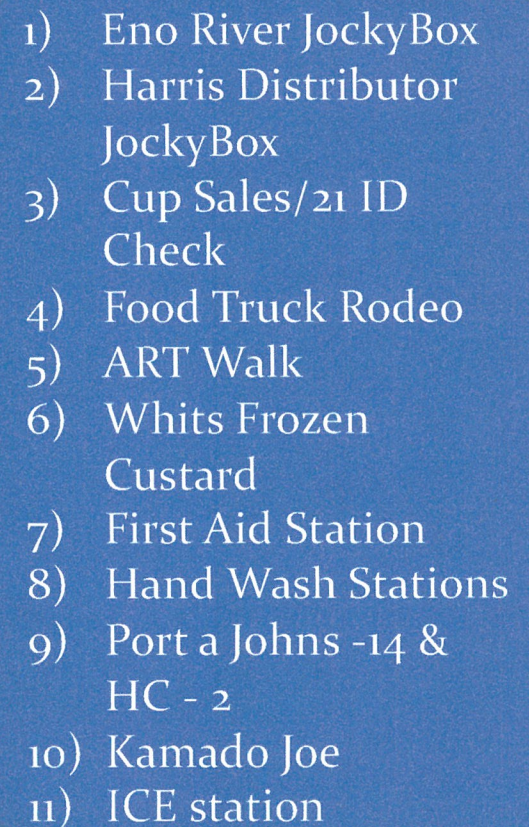 1) Eno River JockyBox
2) Harris Distributor
JockyBox
3) Cup Sales/21 ID
Check
4) Food Truck Rodeo
5) ART Walk
6) Whits Frozen
Custard
7) First Aid Station
8) Hand Wash Stations
9) Port a Johns -14 &
HC - 2
10) Kamado Joe
11) ICE station